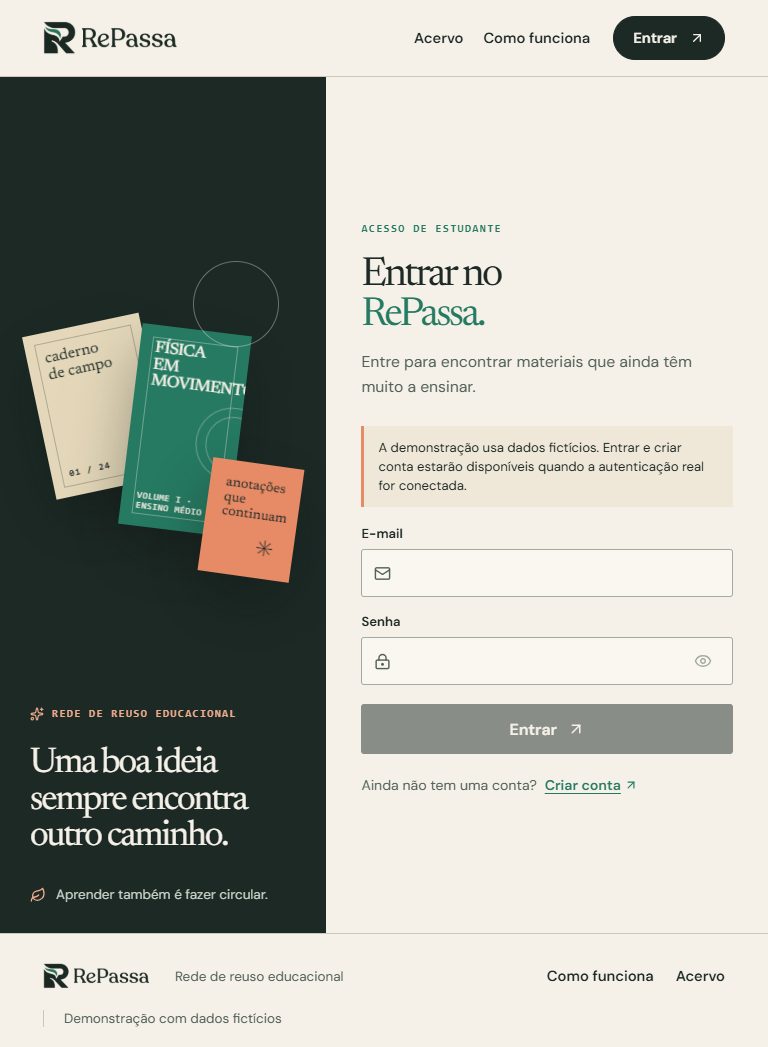 RePassa
Acervo
Como funciona
Entrar
caderno
de campo
01 / 24
FÍSICA
EM
MOVIMENTO
VOLUME I ·
ENSINO MÉDIO
anotações
que
continuam
REDE DE REUSO EDUCACIONAL
Uma boa ideia
sempre encontra
outro caminho.
Aprender também é fazer circular.
ACESSO DE ESTUDANTE
Entrar no
RePassa.
Entre para encontrar materiais que ainda têm
muito a ensinar.
A demonstração usa dados fictícios. Entrar e criar
conta estarão disponíveis quando a autenticação real
for conectada.
E-mail
Senha
Entrar
Ainda não tem uma conta? Criar conta
RePassa
Rede de reuso educacional
Como funciona
Acervo
Demonstração com dados fictícios